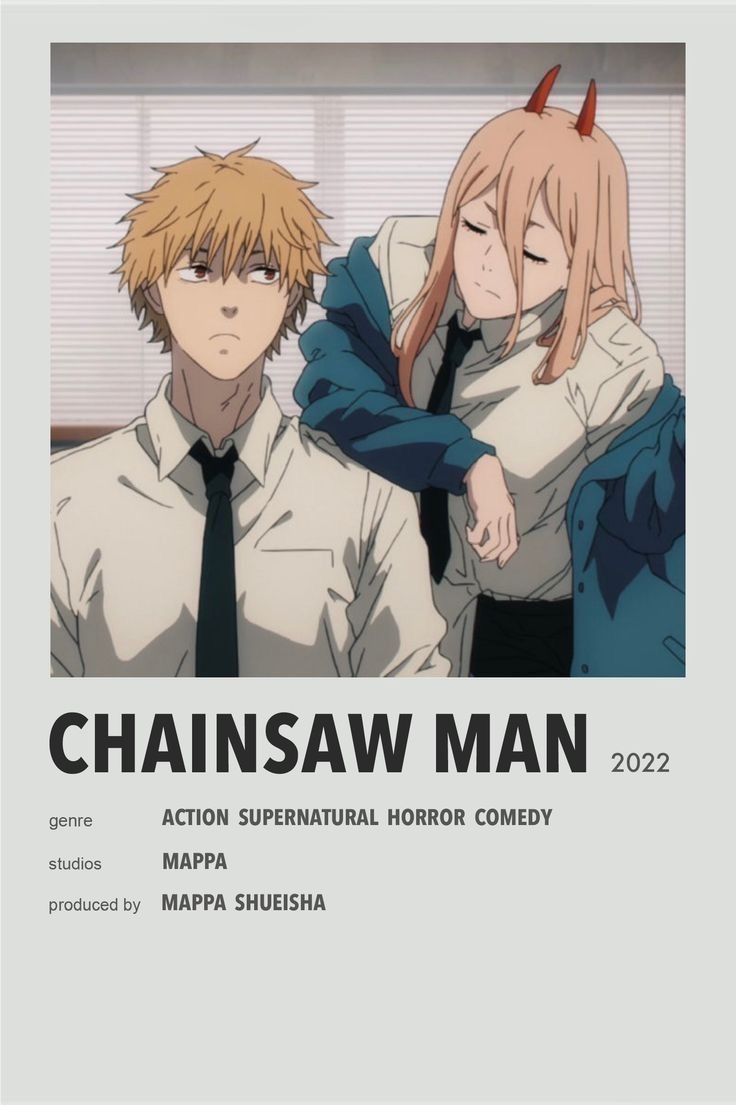 CHAINSAW MAN 2022
genre ACTION SUPERNATURAL HORROR COMEDY
studios MAPPA
produced by MAPPA SHUEISHA